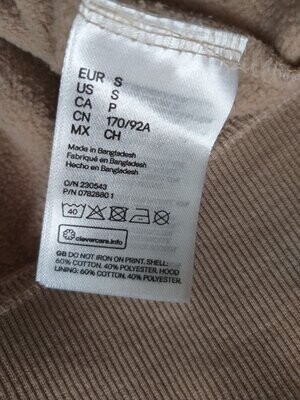 EUR S
US S
CA P
CN 170/92A
MX CH
Made in Bangladesh
Fabriqué en Bangladesh
Hecho en Bangladesh
O/N 230543
P/N 0782880 1
40
clevercare.info
GB DO NOT IRON ON PRINT. SHELL:
60% COTTON, 40% POLYESTER, HOOD
LINING: 60% COTTON, 40% POLYESTER